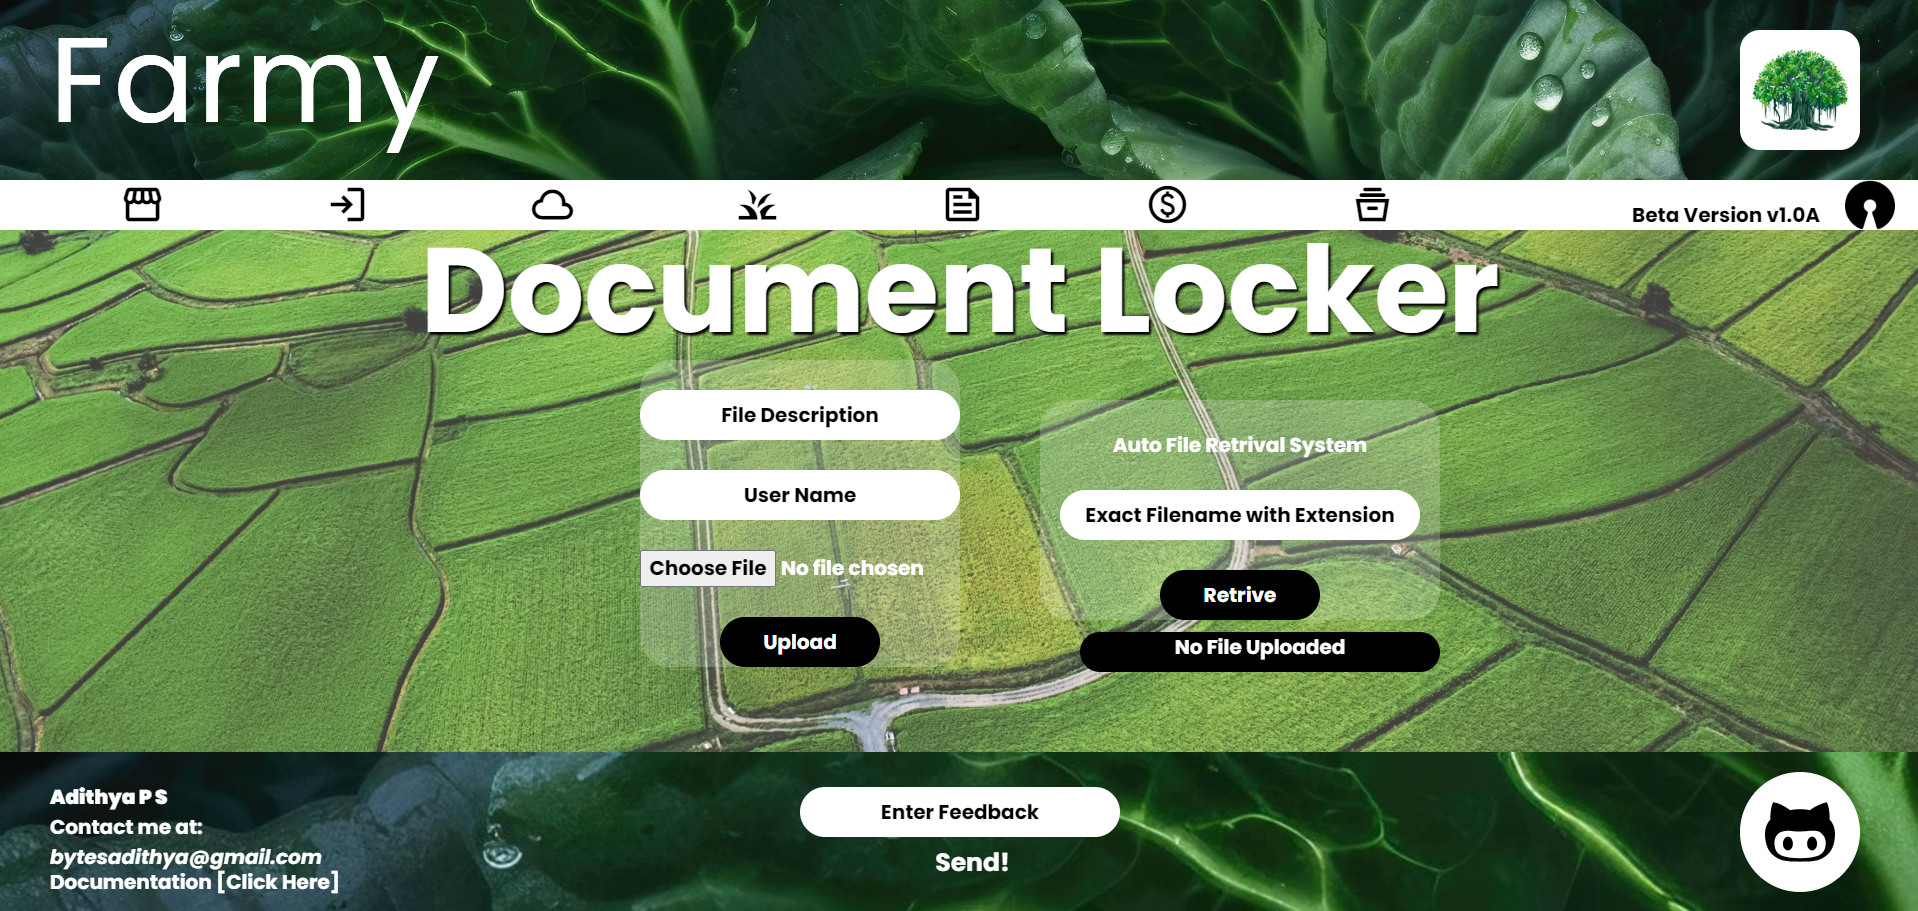 Farmy
Beta Version v1.0A
Document Locker
File Description
User Name
Choose File No file chosen
Upload
Auto File Retrival System
Exact Filename with Extension
Retrive
No File Uploaded
Adithya P S
Contact me at:
bytesadithya@gmail.com
Documentation [Click Here]
Enter Feedback
Send!